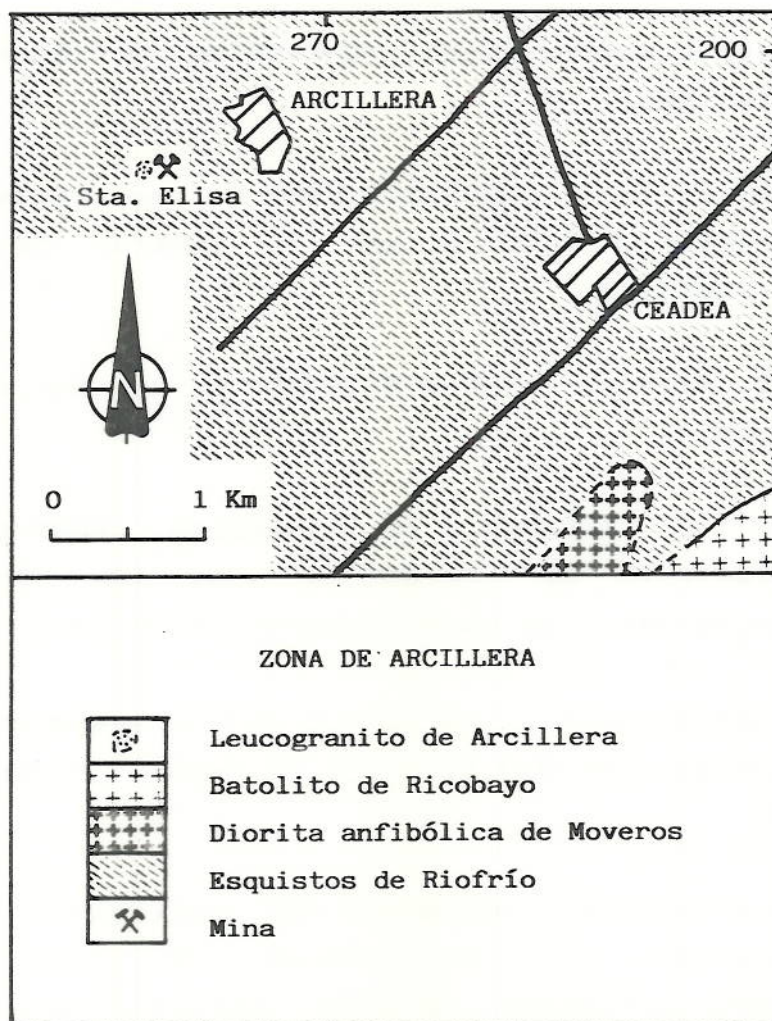 270
200
ARCILLERA
Sta. Elisa
CEADEA
N
0 1 Km
ZONA DE ARCILLERA
Leucogranito de Arcillera
Batolito de Ricobayo
Diorita anfibólica de Moveros
Esquistos de Riofrío
Mina